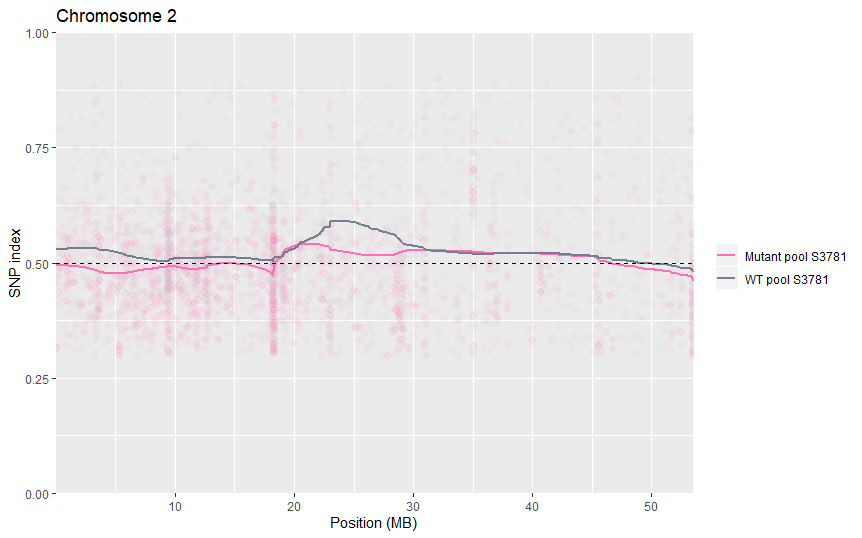 Chromosome 2
1.00
0.75
0.50
0.25
0.00
SNP index
10
20
30
40
50
Position (MB)
Mutant pool S3781
WT pool S3781